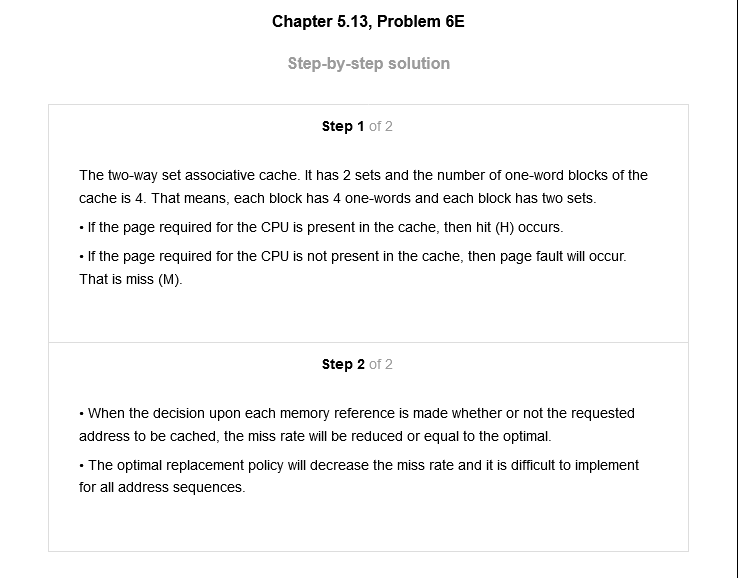 Chapter 5.13, Problem 6E
Step-by-step solution
Step 1 of 2
The two-way set associative cache. It has 2 sets and the number of one-word blocks of the
cache is 4. That means, each block has 4 one-words and each block has two sets.
• If the page required for the CPU is present in the cache, then hit (H) occurs.
• If the page required for the CPU is not present in the cache, then page fault will occur.
That is miss (M).
Step 2 of 2
• When the decision upon each memory reference is made whether or not the requested
address to be cached, the miss rate will be reduced or equal to the optimal.
• The optimal replacement policy will decrease the miss rate and it is difficult to implement
for all address sequences.